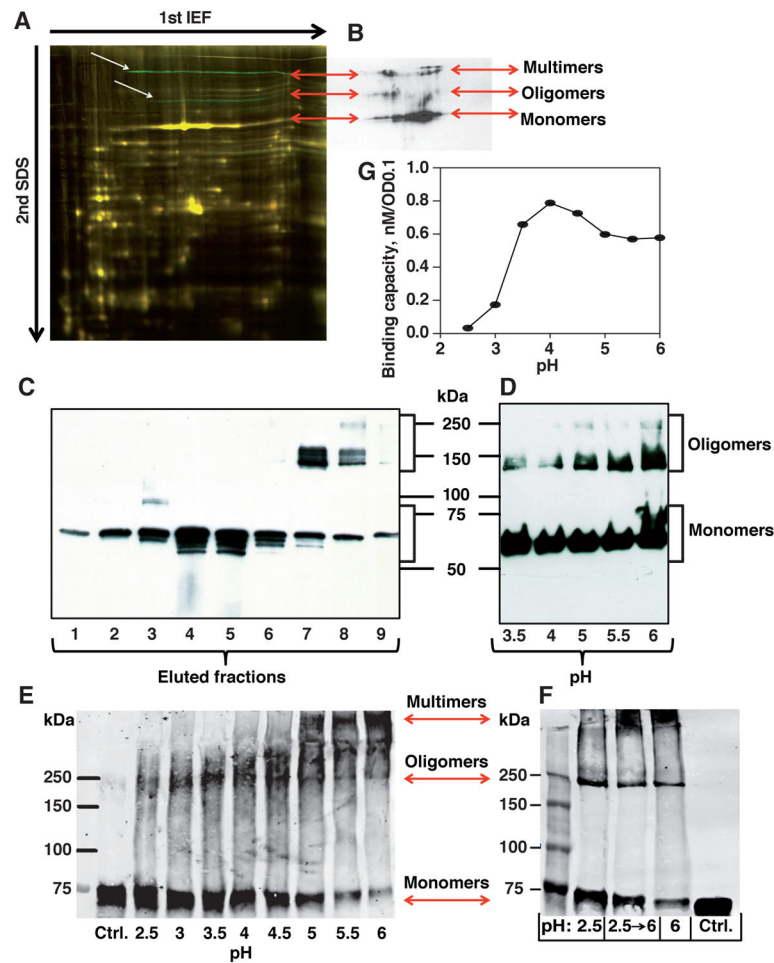 A
1st IEF
2nd SDS
B
Multimers
Oligomers
Monomers
G
Binding capacity, nM/OD0.1
1.0
0.8
0.6
0.4
0.2
0.0
2 3 4 5 6
pH
C
kDa
D
250
150
100
75
50
Oligomers
Monomers
1 2 3 4 5 6 7 8 9
Eluted fractions
3.5 4 5 5.5 6
pH
E
kDa
250
150
100
75
Ctrl. 2.5 3 3.5 4 4.5 5 5.5 6
pH
Multimers
Oligomers
Monomers
F
kDa
250
150
100
75
pH: 2.5 2.5→6 6 Ctrl.